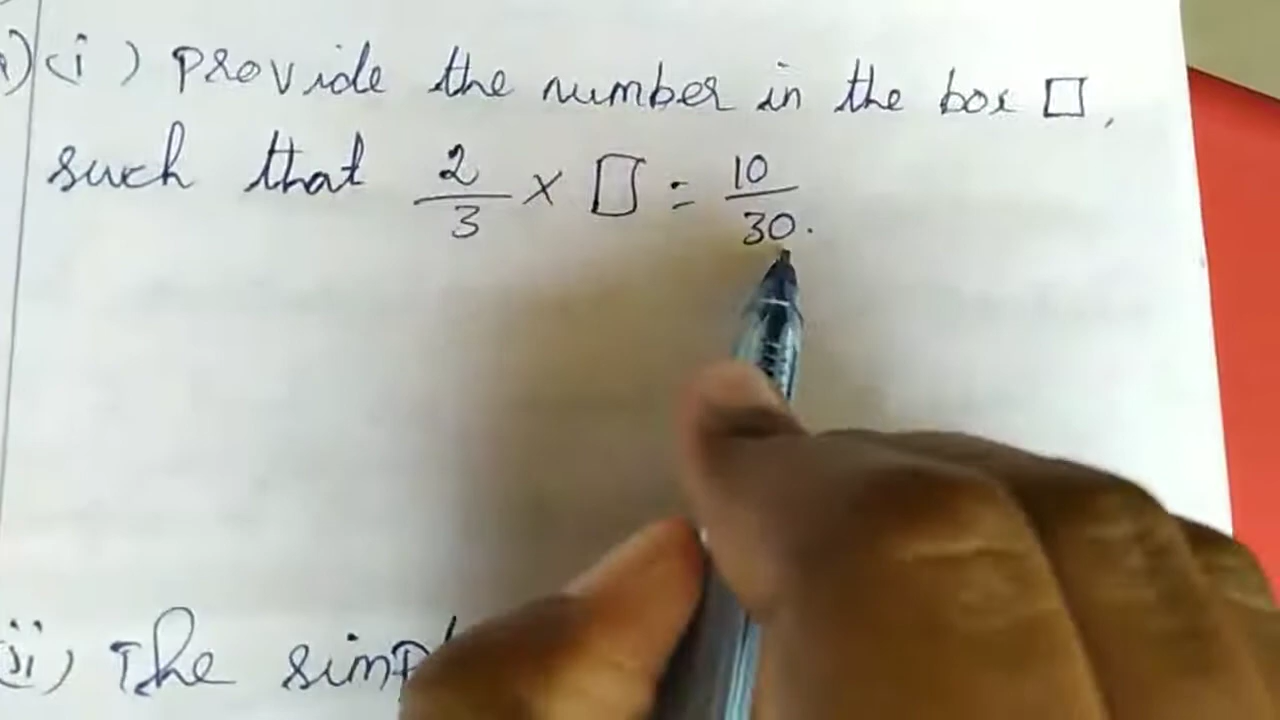 (i) provide the number in the box □,
such that 2/3 × □ = 10/30.
ii) The